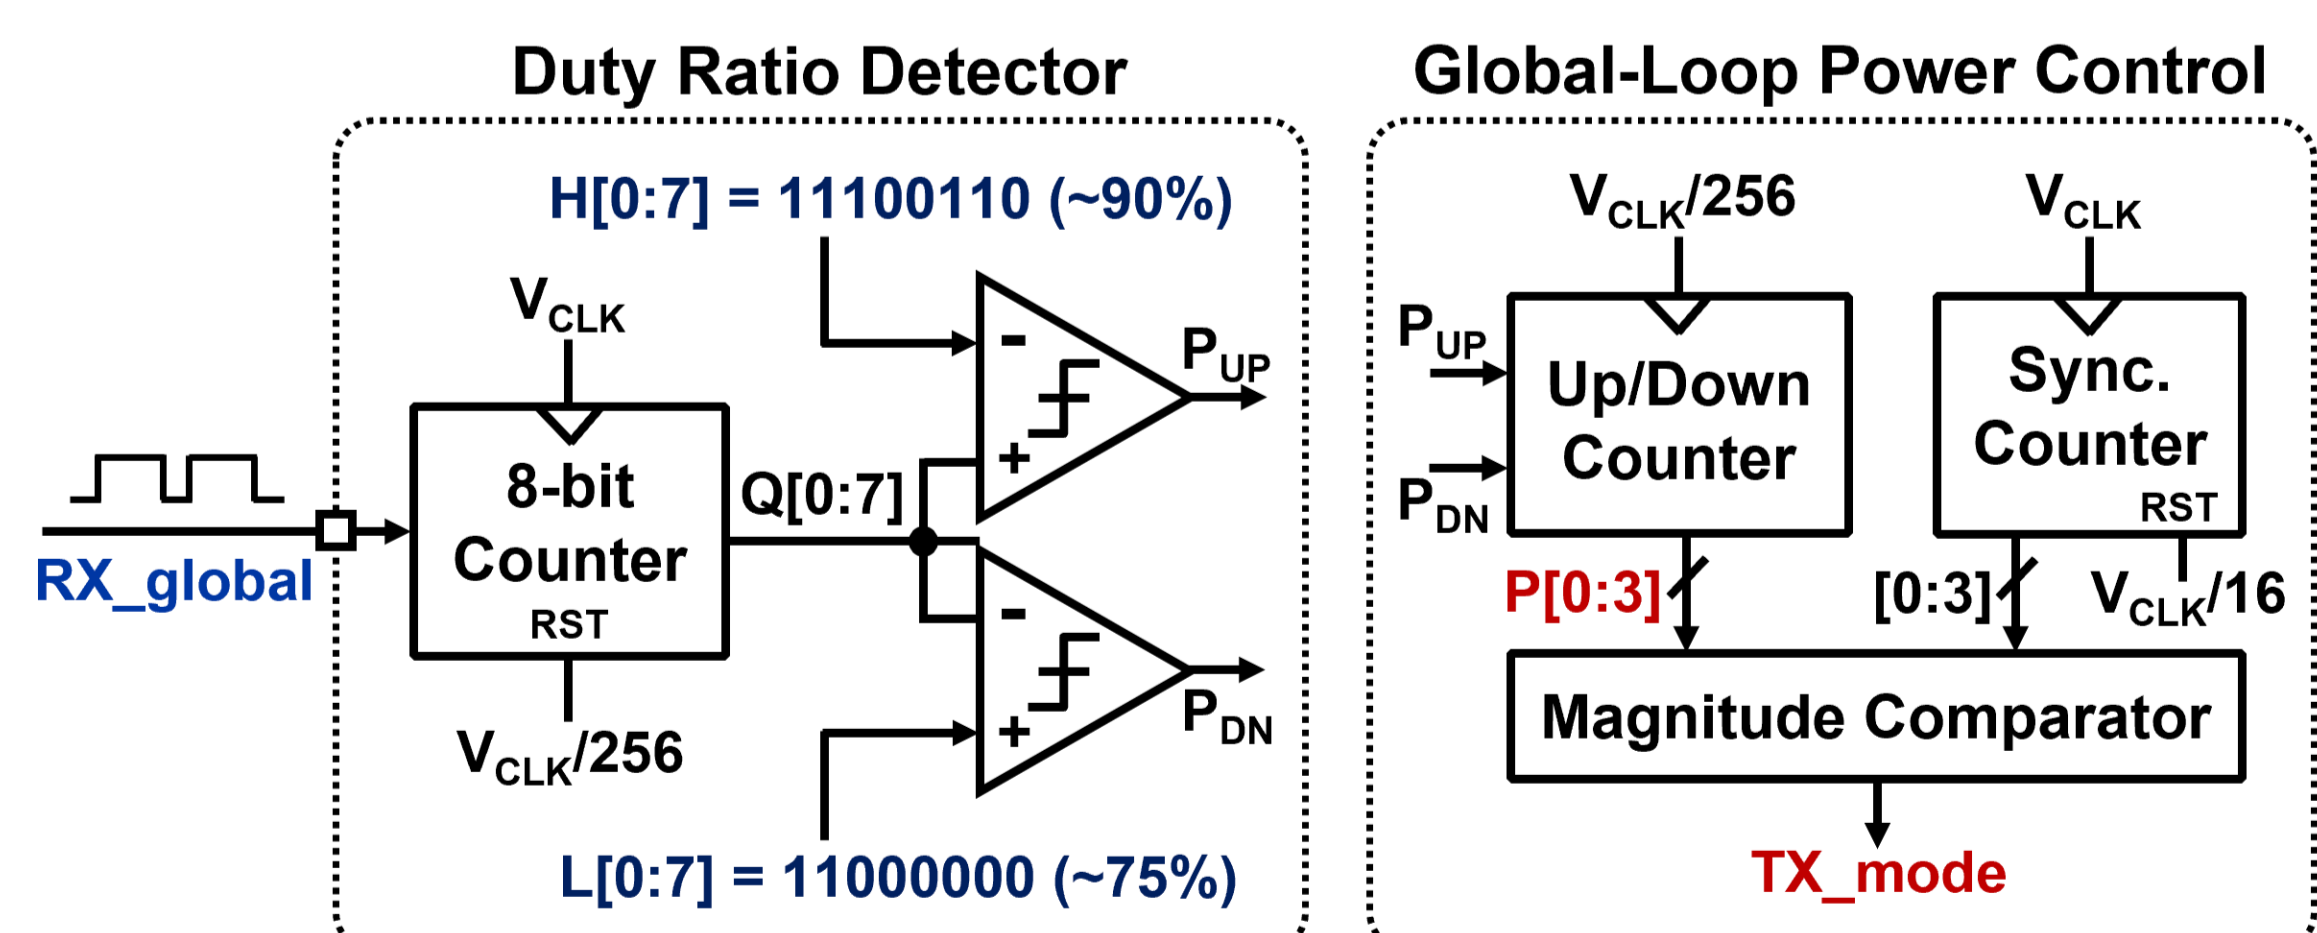 Duty Ratio Detector
H[0:7] = 11100110 (~90%)
VCLK
8-bit
Counter
RST
VCLK/256
RX_global
Q[0:7]
-
+
PUP
-
+
PDN
L[0:7] = 11000000 (~75%)
Global-Loop Power Control
VCLK/256
VCLK
PUP
PDN
Up/Down
Counter
Sync.
Counter
RST
P[0:3]
[0:3]
VCLK/16
Magnitude Comparator
TX_mode